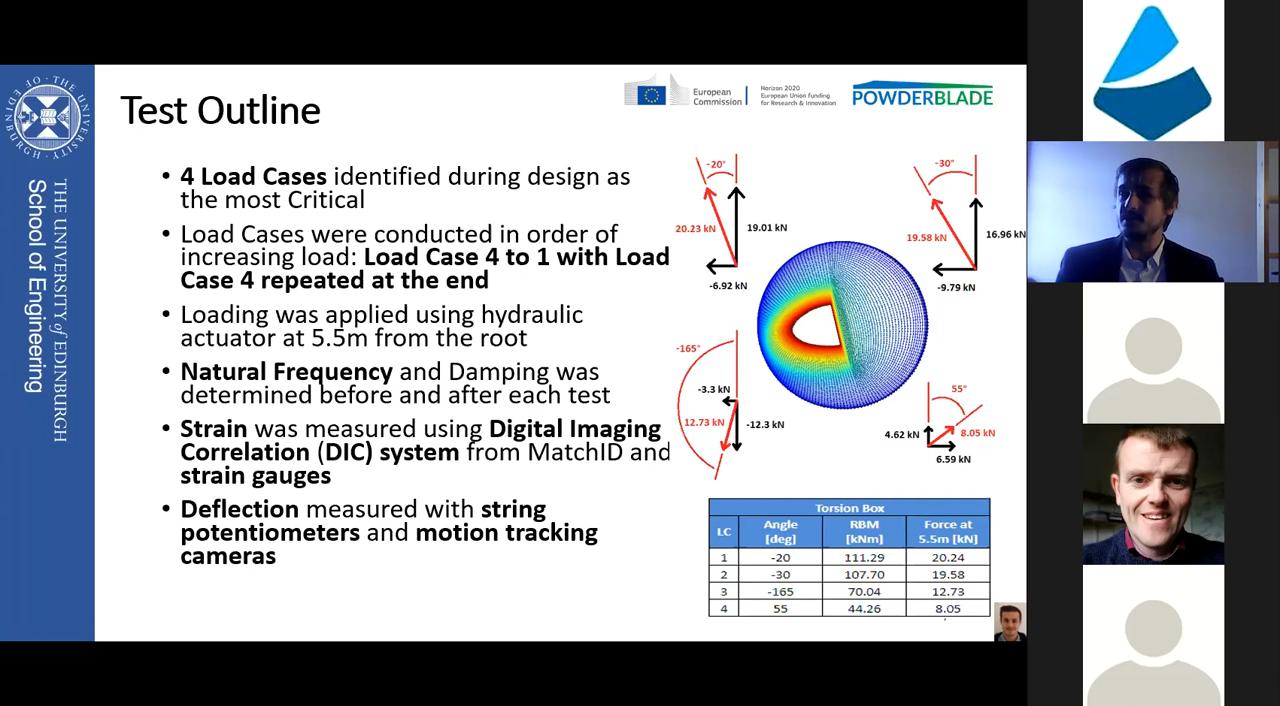 THE UNIVERSITY of EDINBURGH
School of Engineering
THE · UNIVERSITY · OF · EDINBURGH
Test Outline
European
Commission
Horizon 2020
European Union funding
for Research & Innovation
POWDERBLADE
• 4 Load Cases identified during design as
the most Critical
• Load Cases were conducted in order of
increasing load: Load Case 4 to 1 with Load
Case 4 repeated at the end
• Loading was applied using hydraulic
actuator at 5.5m from the root
• Natural Frequency and Damping was
determined before and after each test
• Strain was measured using Digital Imaging
Correlation (DIC) system from MatchID and
strain gauges
• Deflection measured with string
potentiometers and motion tracking
cameras
-20°
20.23 kN
19.01 kN
-6.92 kN
-30°
19.58 kN
16.96 kN
-9.79 kN
-165°
-3.3 kN
12.73 kN
-12.3 kN
55°
4.62 kN
8.05 kN
6.59 kN
Torsion Box
LC Angle [deg] RBM [kNm] Force at 5.5m [kN]
1 -20 111.29 20.24
2 -30 107.70 19.58
3 -165 70.04 12.73
4 55 44.26 8.05